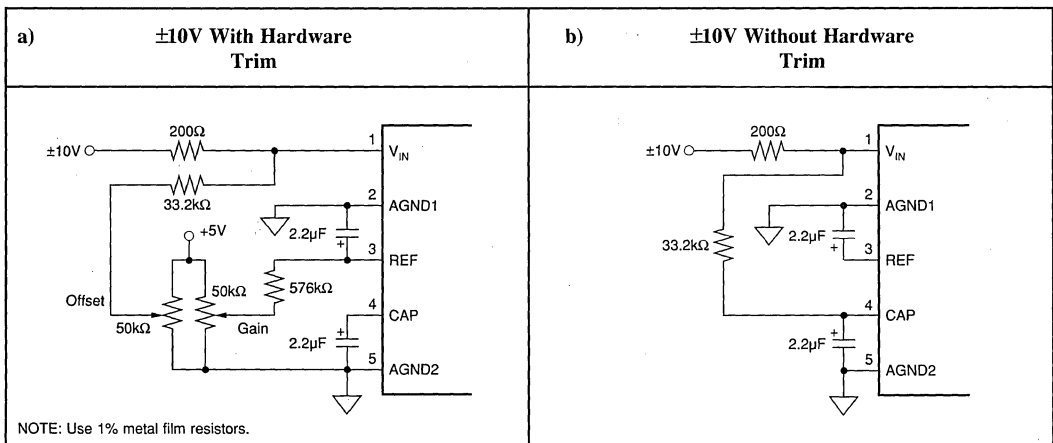 a) ±10V With Hardware
Trim
200Ω
±10V
33.2kΩ
+5V
Offset
50kΩ
50kΩ
Gain
576kΩ
2.2µF
+
2.2µF
+
1
V_IN
2
AGND1
3
REF
4
CAP
5
AGND2
NOTE: Use 1% metal film resistors.
b) ±10V Without Hardware
Trim
200Ω
±10V
33.2kΩ
2.2µF
+
2.2µF
+
1
V_IN
2
AGND1
3
REF
4
CAP
5
AGND2